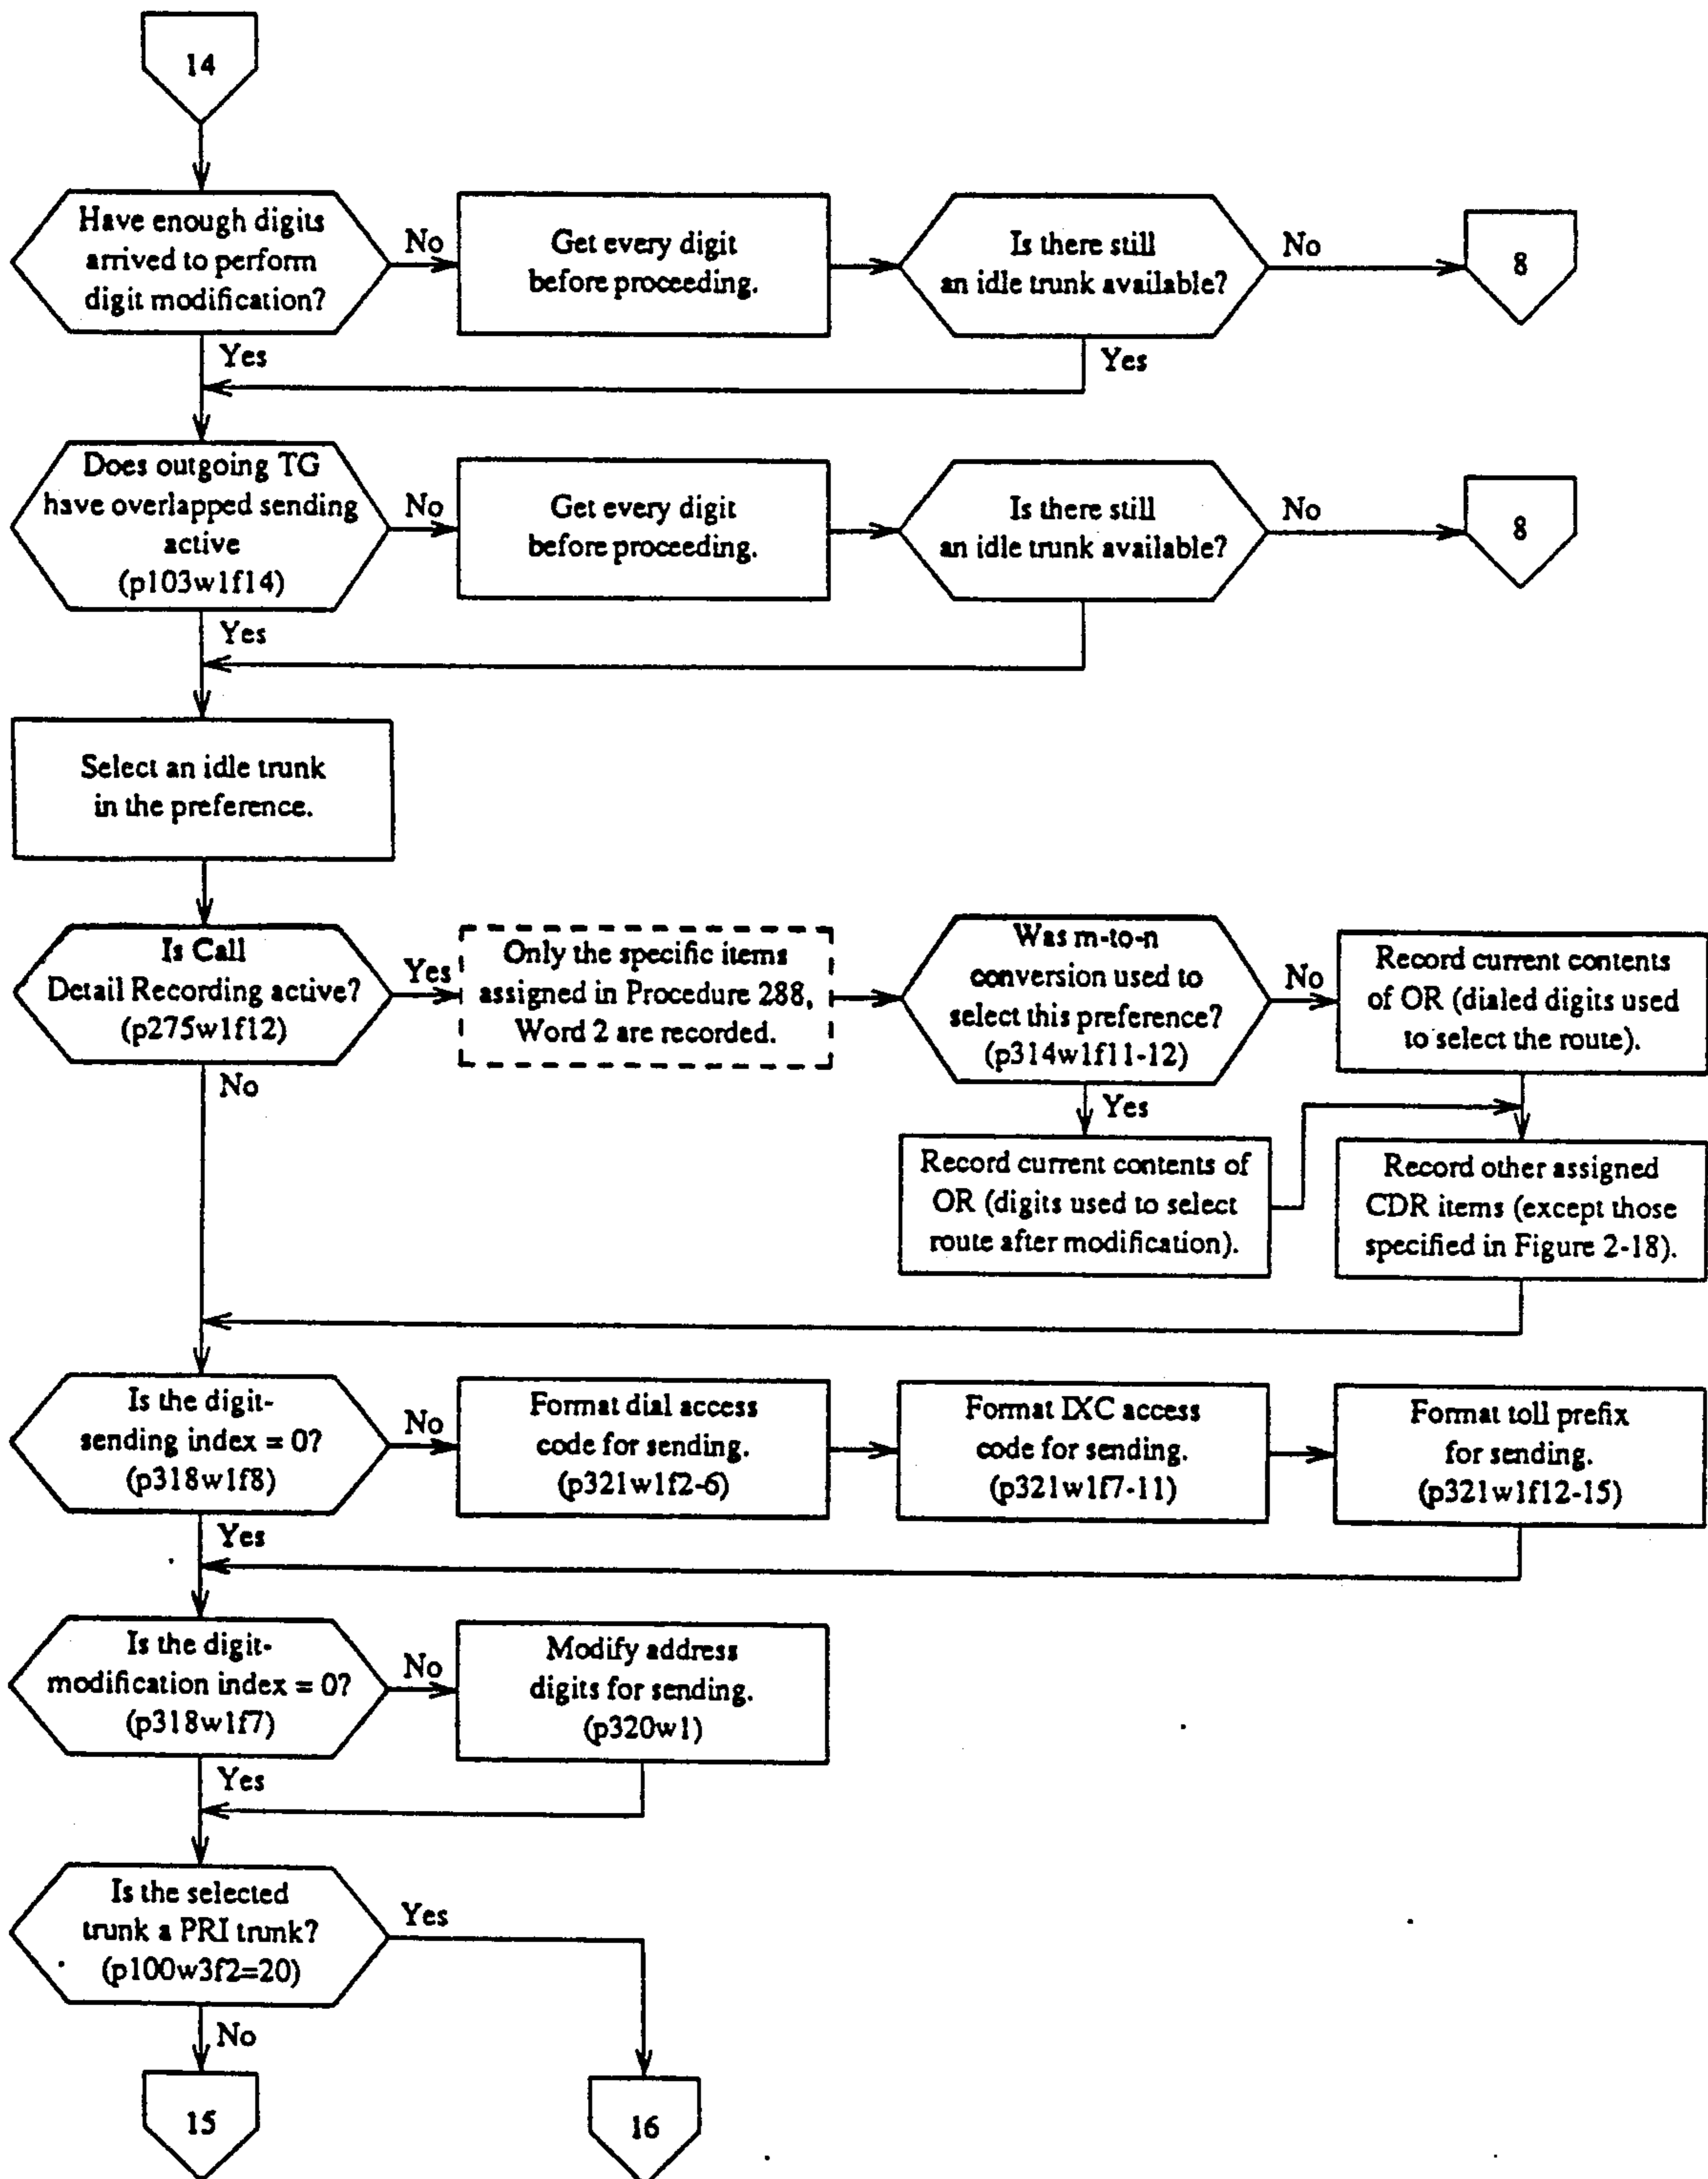 14
Have enough digits
arrived to perform
digit modification?
No
Get every digit
before proceeding.
Is there still
an idle trunk available?
No
8
Yes
Yes
Does outgoing TG
have overlapped sending
active
(p103w1f14)
No
Get every digit
before proceeding.
Is there still
an idle trunk available?
No
8
Yes
Select an idle trunk
in the preference.
Is Call
Detail Recording active?
(p275w1f12)
Yes
Only the specific items
assigned in Procedure 288,
Word 2 are recorded.
Was m-to-n
conversion used to
select this preference?
(p314w1f11-12)
No
Record current contents
of OR (dialed digits used
to select the route).
No
Yes
Record current contents of
OR (digits used to select
route after modification).
Record other assigned
CDR items (except those
specified in Figure 2-18).
Is the digit-
sending index = 0?
(p318w1f8)
No
Format dial access
code for sending.
(p321w1f2-6)
Format IXC access
code for sending.
(p321w1f7-11)
Format toll prefix
for sending.
(p321w1f12-15)
Yes
Is the digit-
modification index = 0?
(p318w1f7)
No
Modify address
digits for sending.
(p320w1)
Yes
Is the selected
trunk a PRI trunk?
(p100w3f2=20)
Yes
No
15
16